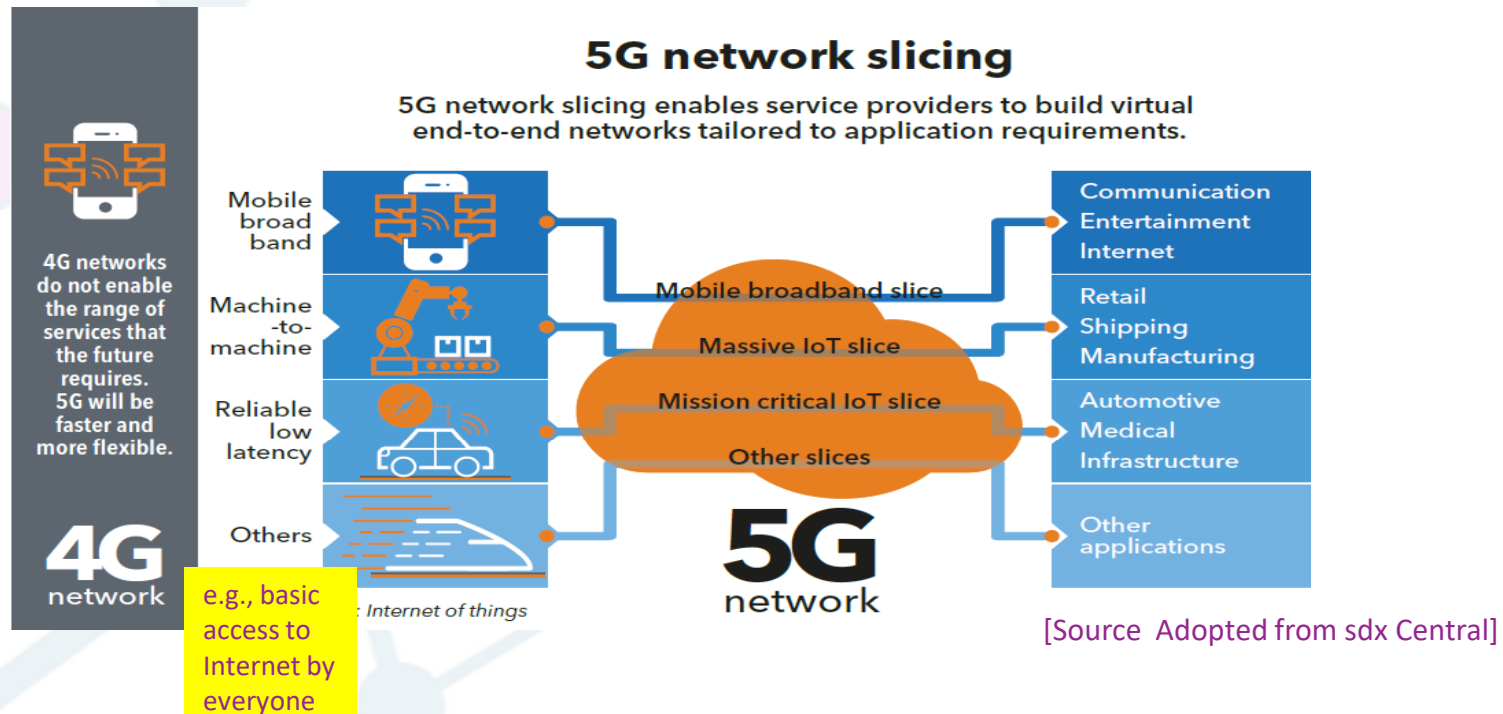 5G network slicing
5G network slicing enables service providers to build virtual
end-to-end networks tailored to application requirements.
4G networks
do not enable
the range of
services that
the future
requires.
5G will be
faster and
more flexible.
4G
network
Mobile
broad
band
Machine
-to-
machine
Reliable
low
latency
Others
Mobile broadband slice
Massive IoT slice
Mission critical IoT slice
Other slices
5G
network
Communication
Entertainment
Internet
Retail
Shipping
Manufacturing
Automotive
Medical
Infrastructure
Other
applications
e.g., basic
access to
Internet by
everyone
: Internet of things
[Source Adopted from sdx Central]